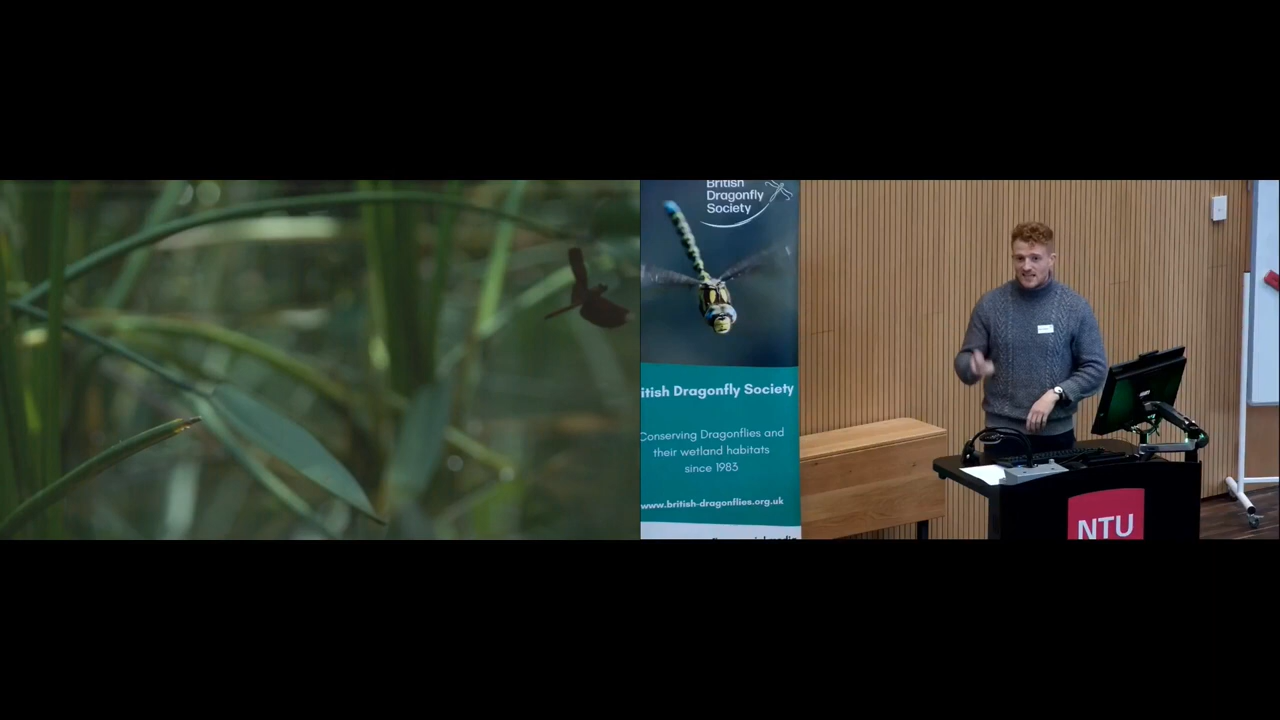 British
Dragonfly
Society
itish Dragonfly Society
Conserving Dragonflies and
their wetland habitats
since 1983
www.british-dragonflies.org.uk
NTU